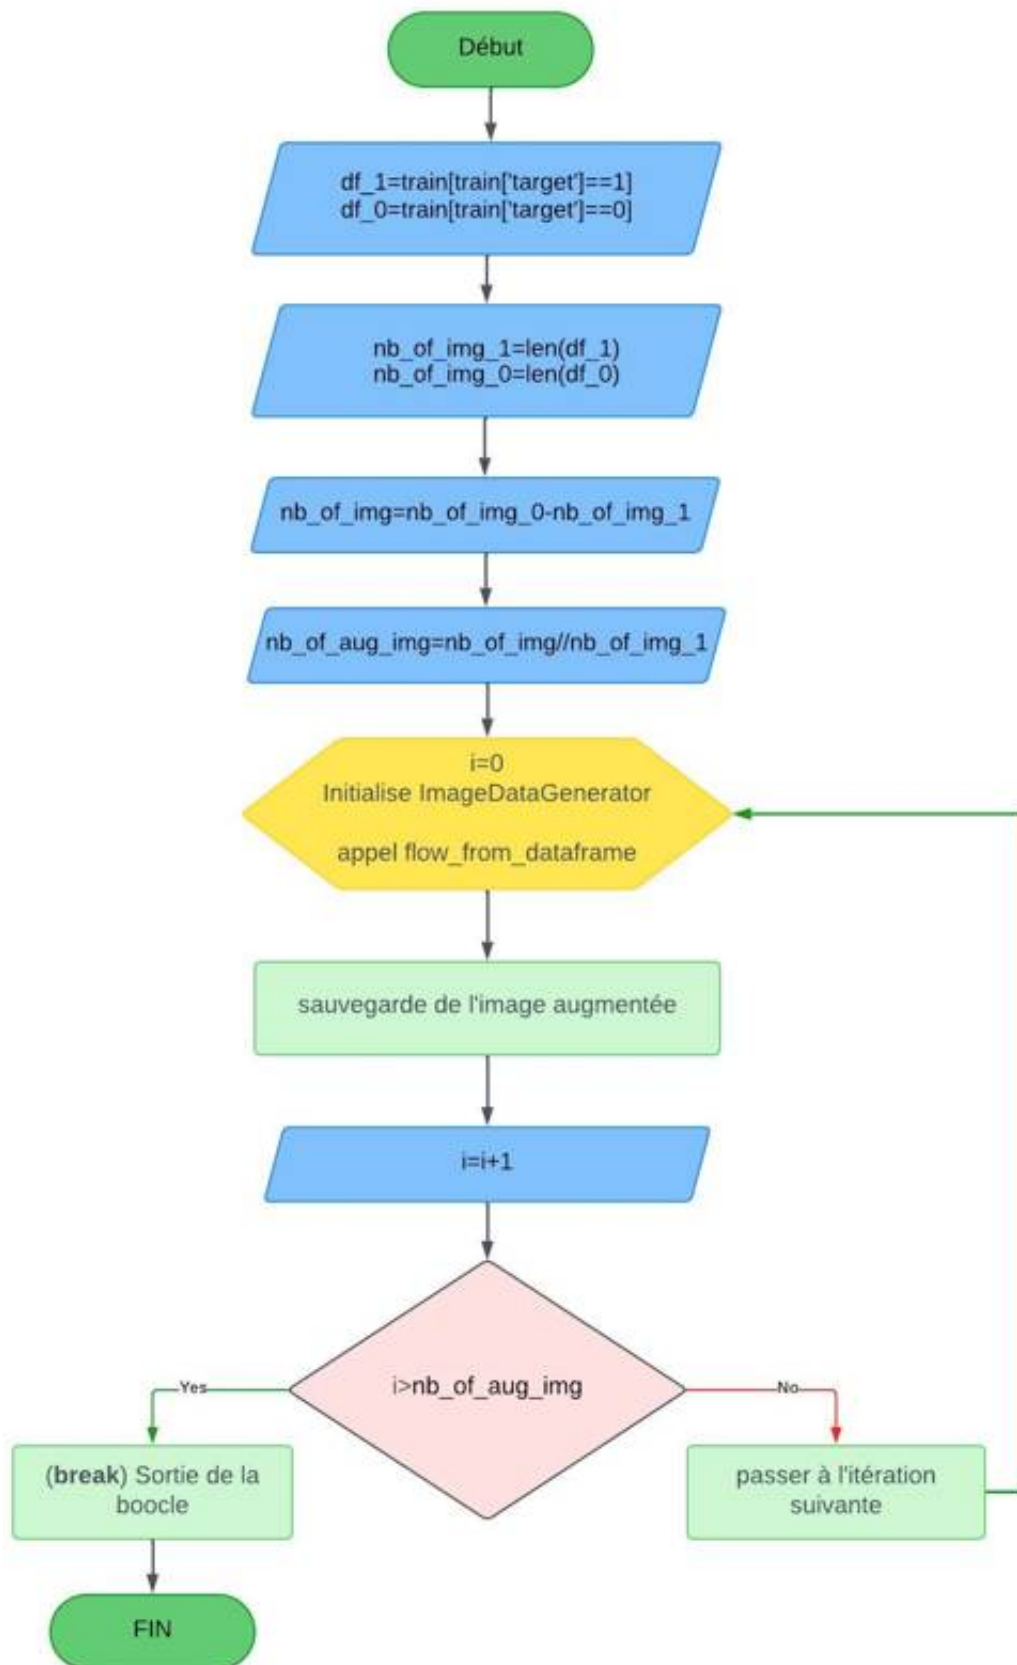 Début
df_1=train[train['target']==1]
df_0=train[train['target']==0]
nb_of_img_1=len(df_1)
nb_of_img_0=len(df_0)
nb_of_img=nb_of_img_0-nb_of_img_1
nb_of_aug_img=nb_of_img//nb_of_img_1
i=0
Initialise ImageDataGenerator
appel flow_from_dataframe
sauvegarde de l'image augmentée
i=i+1
i>nb_of_aug_img
Yes
No
(break) Sortie de la
boocle
passer à l'itération
suivante
FIN